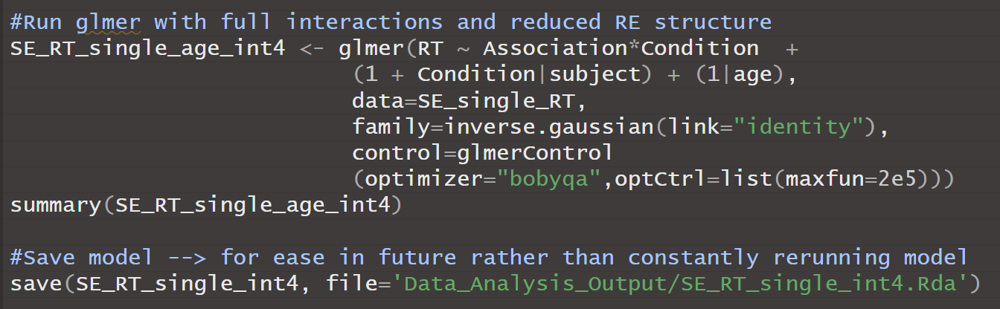 #Run glmer with full interactions and reduced RE structure
SE_RT_single_age_int4 <- glmer(RT ~ Association*Condition  +
(1 + Condition|subject) + (1|age),
data=SE_single_RT,
family=inverse.gaussian(link="identity"),
control=glmerControl
(optimizer="bobyqa",optCtrl=list(maxfun=2e5)))
summary(SE_RT_single_age_int4)
#Save model --> for ease in future rather than constantly rerunning model
save(SE_RT_single_int4, file='Data_Analysis_Output/SE_RT_single_int4.Rda')